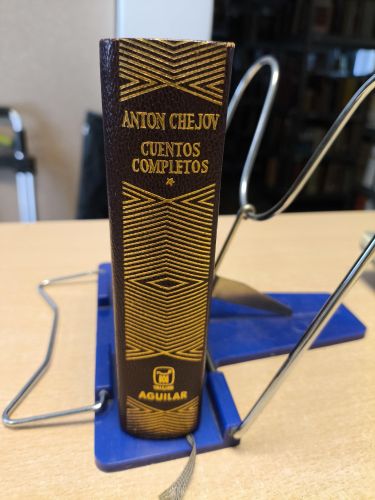 ANTON CHEJOV
CUENTOS
COMPLETOS
*
AGUILAR